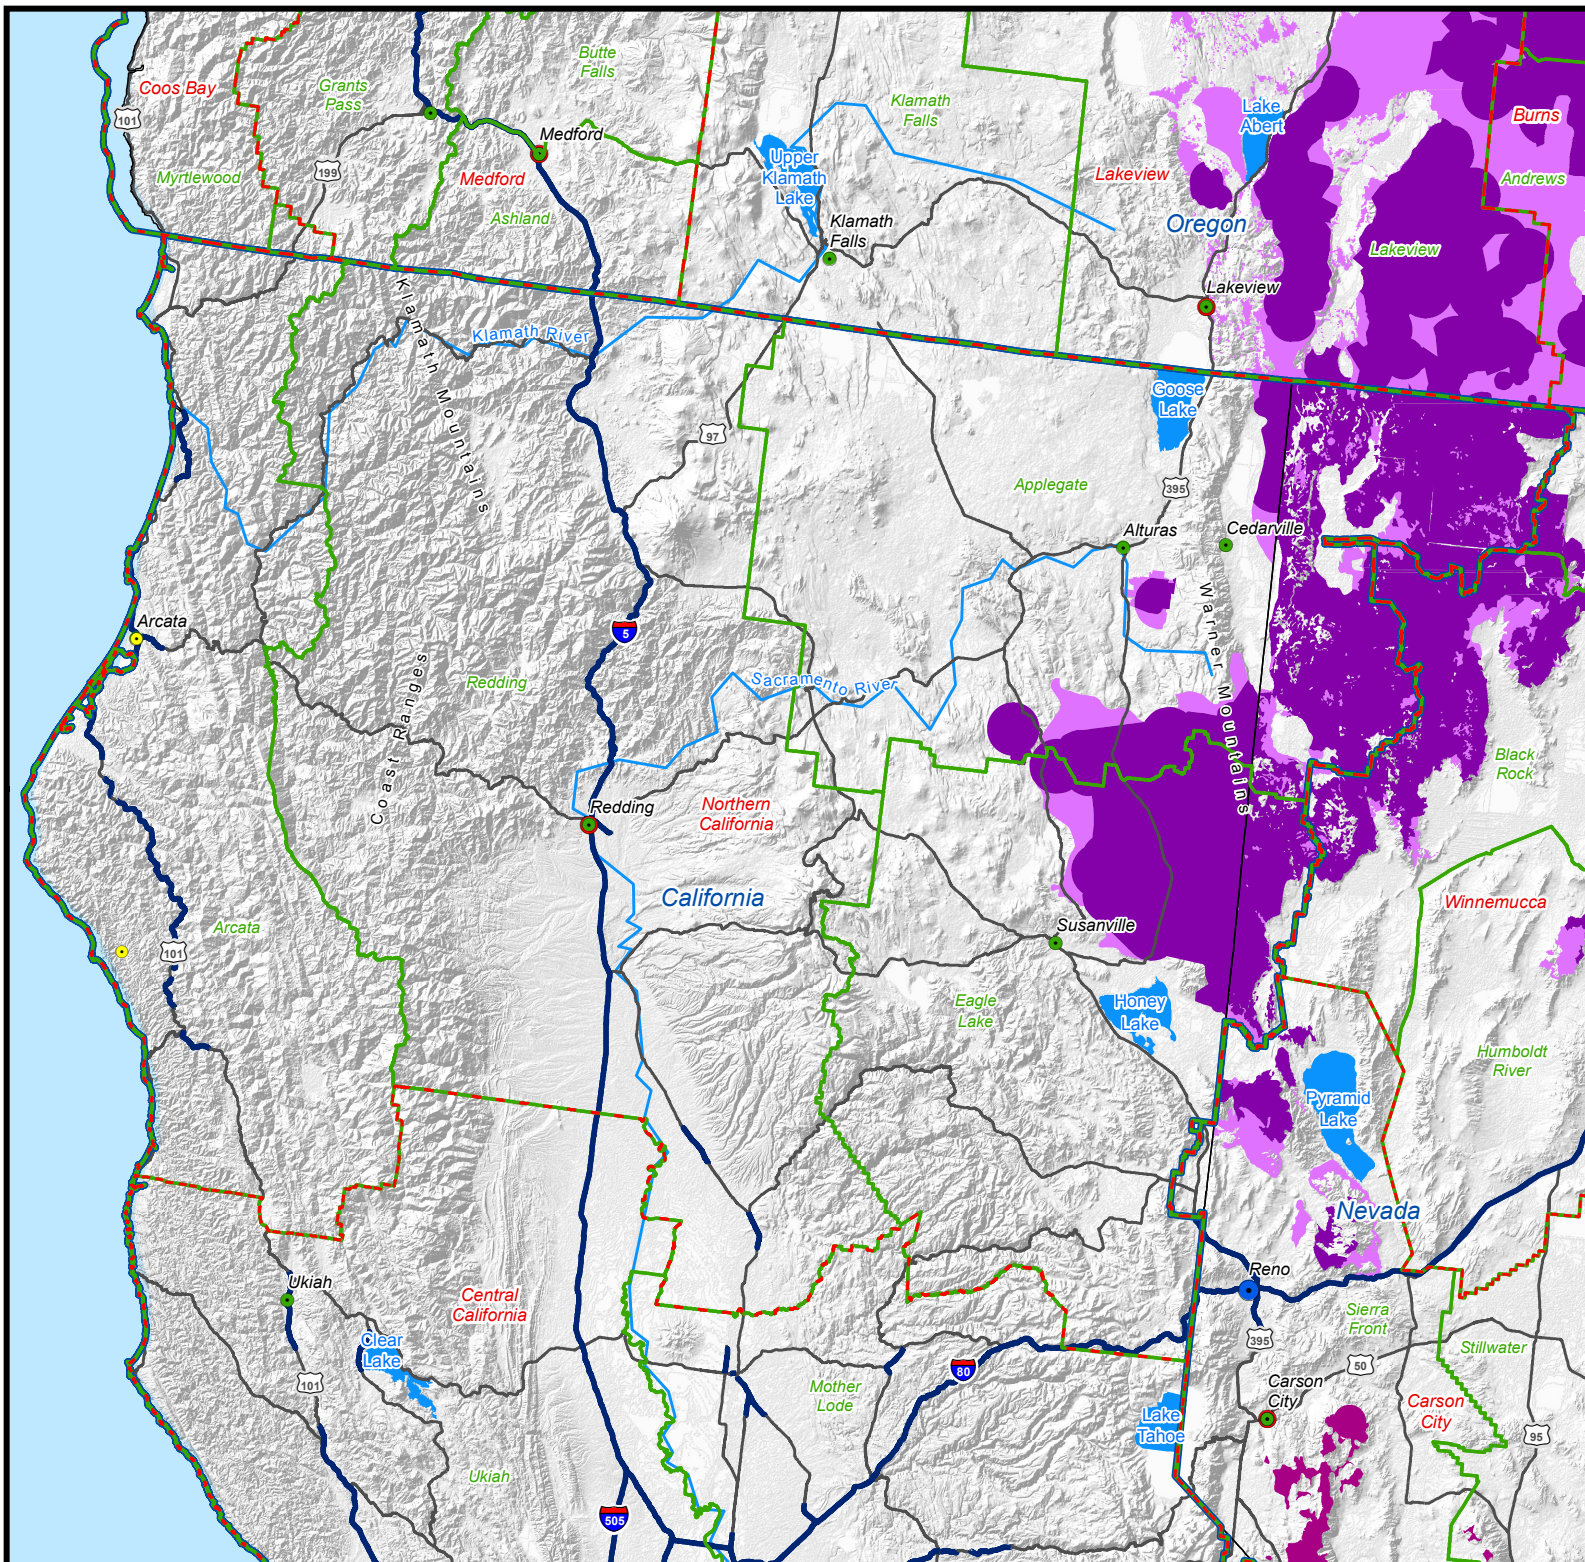 Coos Bay
Grants
Pass
Butte
Falls
Klamath
Falls
Lake
Abert
Burns
101
199
Medford
Myrtlewood
Medford
Ashland
Upper
Klamath
Lake
Lakeview
Andrews
Klamath
Falls
Oregon
Lakeview
Lakeview
Klamath Mountains
Klamath River
Goose
Lake
97
Applegate
395
Alturas
Cedarville
Warner Mountains
Arcata
5
Coast Ranges
Redding
Sacramento River
Black
Rock
Redding
Northern
California
California
Winnemucca
Arcata
101
Susanville
Eagle
Lake
Honey
Lake
Humboldt
River
Pyramid
Lake
Nevada
Ukiah
Central
California
Reno
Clear
Lake
Sierra
Front
395
Stillwater
50
101
80
Mother
Lode
Carson
City
Carson
City
Lake
Tahoe
95
Ukiah
505